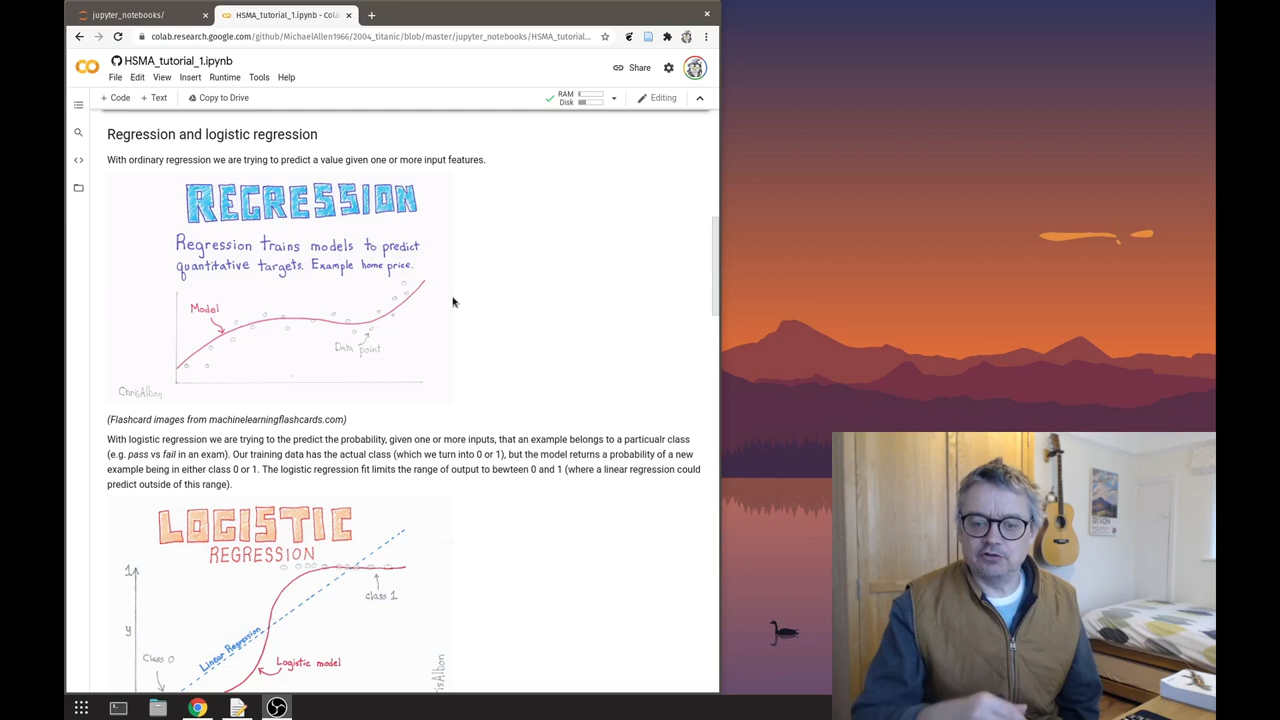 jupyter_notebooks/
HSMA_tutorial_1.ipynb - Cola
colab.research.google.com/github/MichaelAllen1966/2004_titanic/blob/master/jupyter_notebooks/HSMA_tutorial...
HSMA_tutorial_1.ipynb
Share
File Edit View Insert Runtime Tools Help
+ Code + Text Copy to Drive
RAM
Disk
Editing
Regression and logistic regression
With ordinary regression we are trying to predict a value given one or more input features.
REGRESSION
Regression trains models to predict
quantitative targets. Example home price.
Model
Data point
ChrisAlbon
(Flashcard images from machinelearningflashcards.com)
With logistic regression we are trying to the predict the probability, given one or more inputs, that an example belongs to a particualr class
(e.g. pass vs fail in an exam). Our training data has the actual class (which we turn into 0 or 1), but the model returns a probability of a new
example being in either class 0 or 1. The logistic regression fit limits the range of output to bewteen 0 and 1 (where a linear regression could
predict outside of this range).
LOGISTIC
REGRESSION
1
class 1
y
Linear Regression
Class 0
Logistic model
DEVON